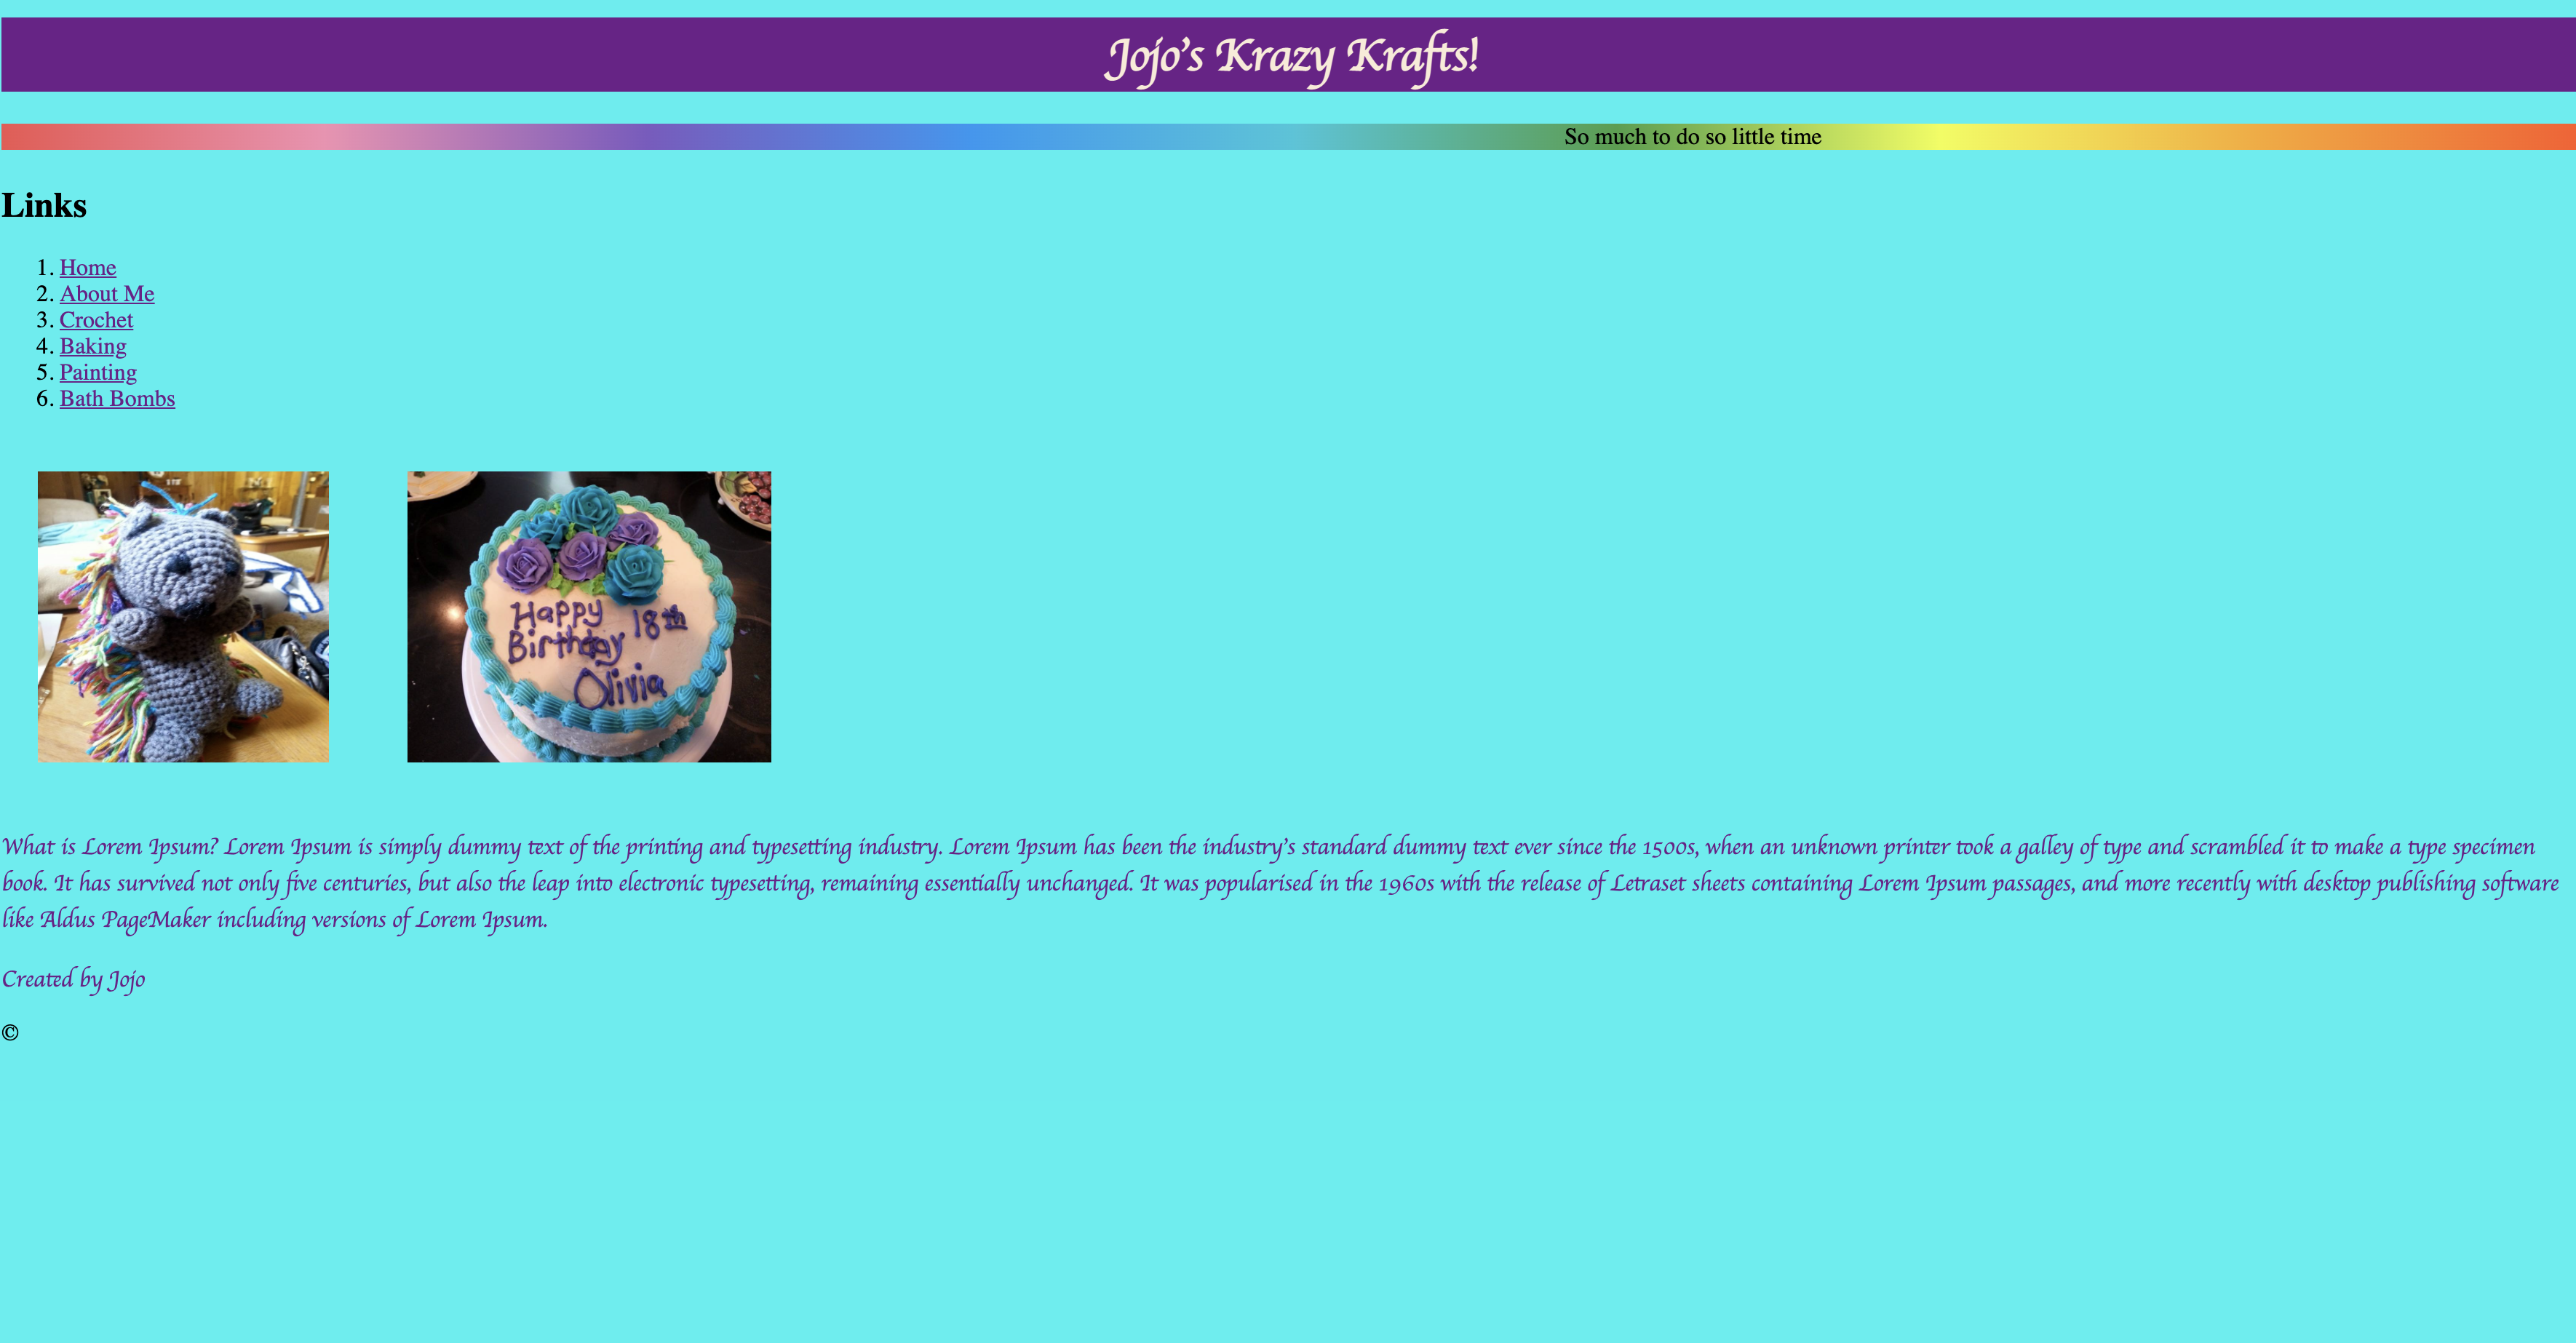 Jojo's Krazy Krafts!
So much to do so little time
Links
1. Home
2. About Me
3. Crochet
4. Baking
5. Painting
6. Bath Bombs
Happy
Birthday 18th
Olivia
What is Lorem Ipsum? Lorem Ipsum is simply dummy text of the printing and typesetting industry. Lorem Ipsum has been the industry's standard dummy text ever since the 1500s, when an unknown printer took a galley of type and scrambled it to make a type specimen
book. It has survived not only five centuries, but also the leap into electronic typesetting, remaining essentially unchanged. It was popularised in the 1960s with the release of Letraset sheets containing Lorem Ipsum passages, and more recently with desktop publishing software
like Aldus PageMaker including versions of Lorem Ipsum.
Created by Jojo
©